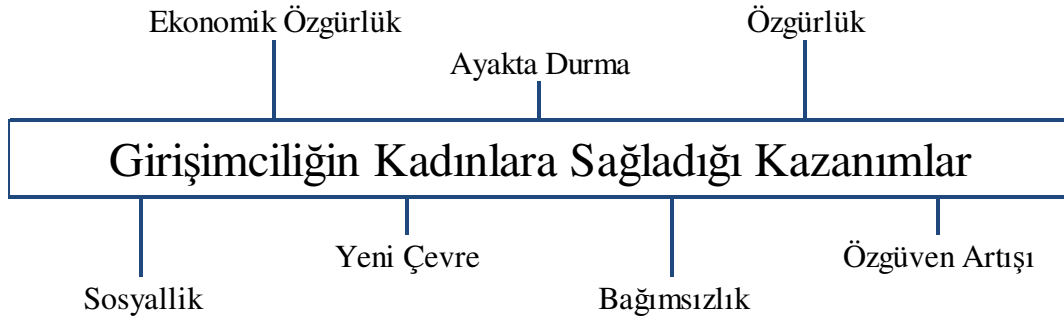 Ekonomik Özgürlük
Özgürlük
Ayakta Durma
Girişimciliğin Kadınlara Sağladığı Kazanımlar
Yeni Çevre
Özgüven Artışı
Sosyallik
Bağımsızlık